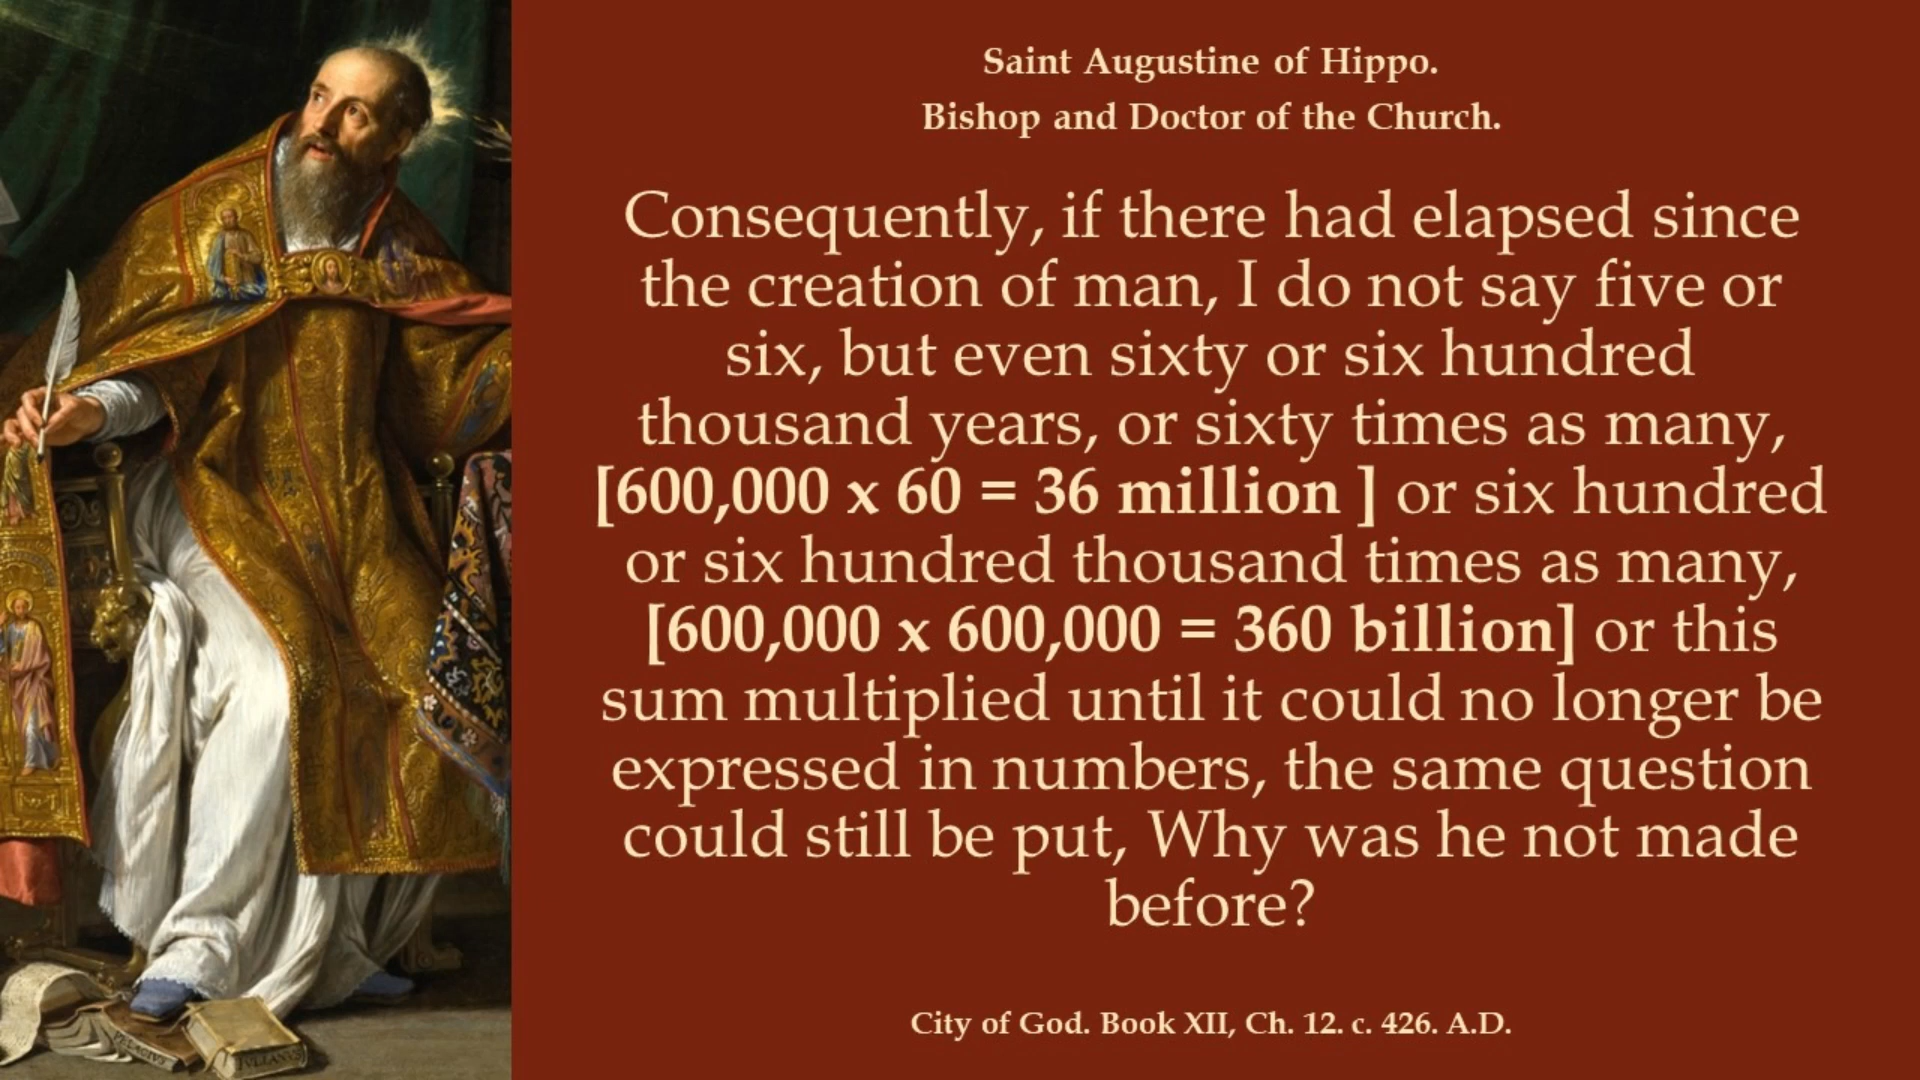 Saint Augustine of Hippo.
Bishop and Doctor of the Church.
Consequently, if there had elapsed since
the creation of man, I do not say five or
six, but even sixty or six hundred
thousand years, or sixty times as many,
[600,000 x 60 = 36 million ] or six hundred
or six hundred thousand times as many,
[600,000 x 600,000 = 360 billion] or this
sum multiplied until it could no longer be
expressed in numbers, the same question
could still be put, Why was he not made
before?
City of God. Book XII, Ch. 12. c. 426. A.D.
PELAGIVS
IVLIANVS